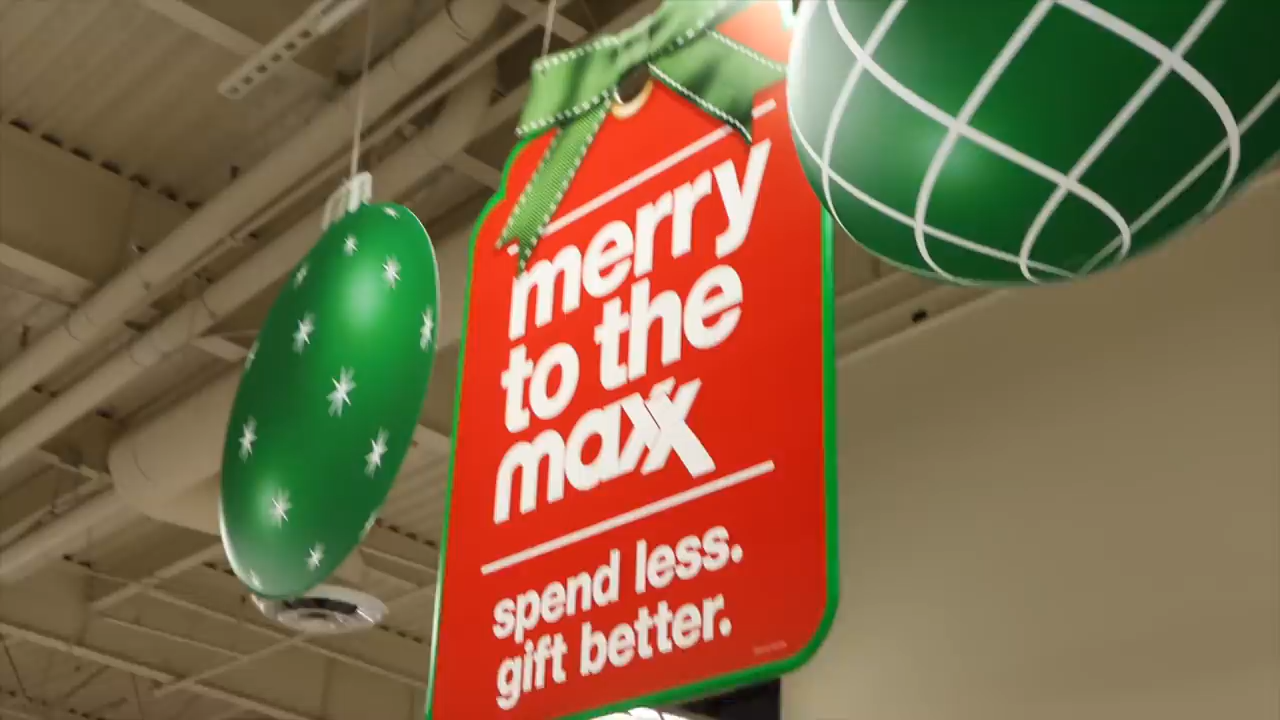 merry
to the
maxx
spend less.
gift better.